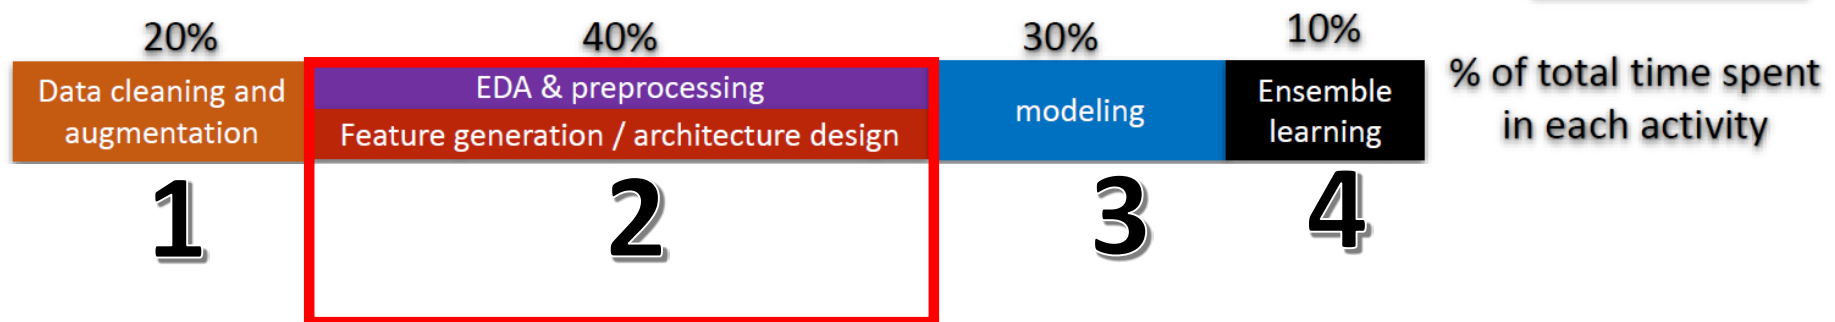 20%
40%
30%
10%
Data cleaning and
augmentation
EDA & preprocessing
Feature generation / architecture design
modeling
Ensemble
learning
% of total time spent
in each activity
1
2
3
4